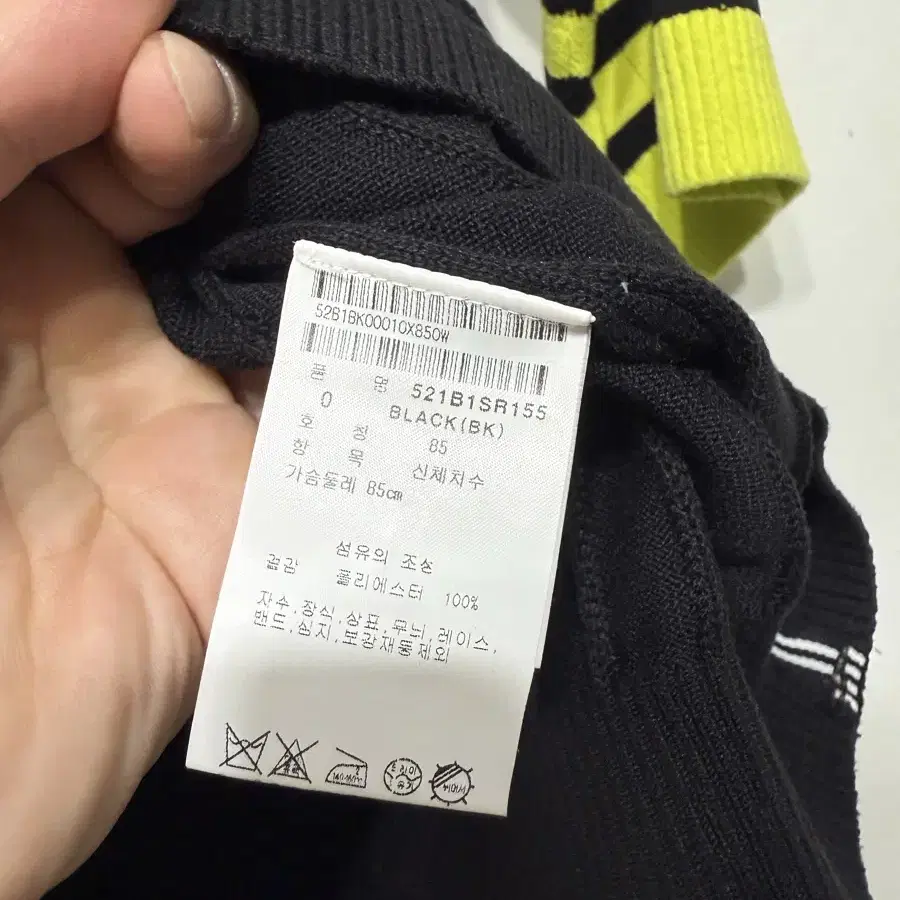 52B1BK00010X850W
품 명 521B1SR155
0 BLACK(BK)
호 칭 85
항 목 신체치수
가슴둘레 85cm
섬유의 조성
겉감 폴리에스터 100%
자수,장식,상표,무늬,레이스,
밴드,심지,보강재등제외